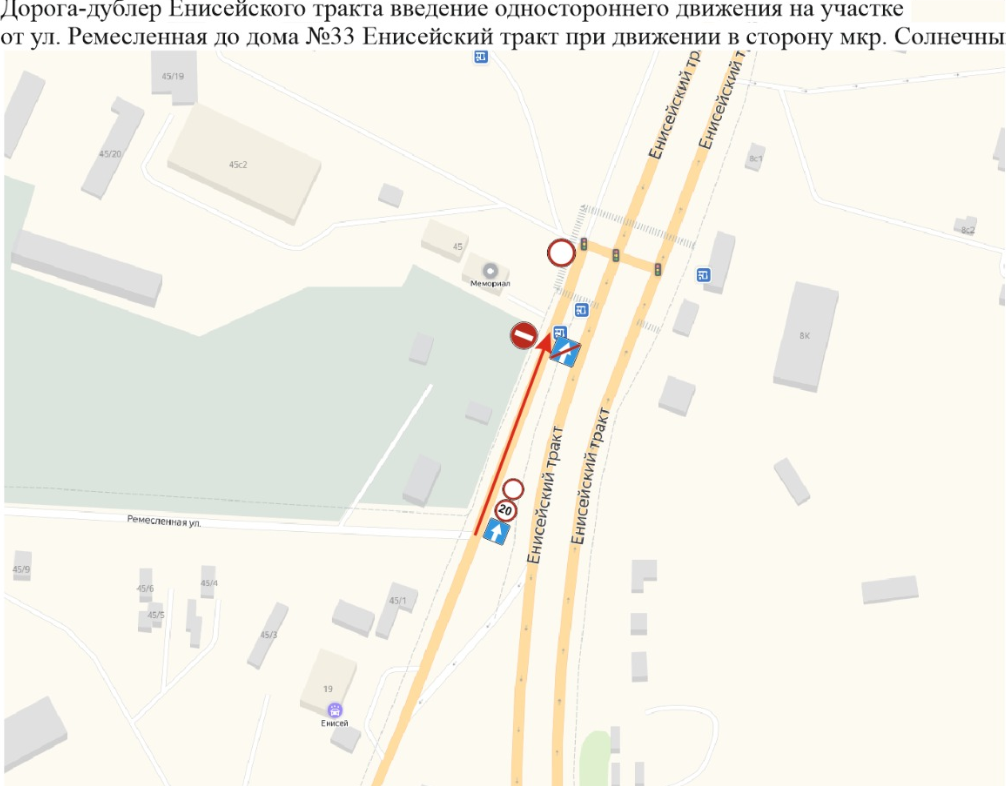 Дорога-дублер Енисейского тракта введение одностороннего движения на участке
от ул. Ремесленная до дома №33 Енисейский тракт при движении в сторону мкр. Солнечны
45/19
Енисейский тр.
Енисейский т
45/20
45с2
8с1
8с2
45
Мемориал
8К
Енисейский тракт
Енисейский тракт
20
Ремесленная ул.
45/9
45/6
45/4
45/5
45/1
45/3
19
Енисей